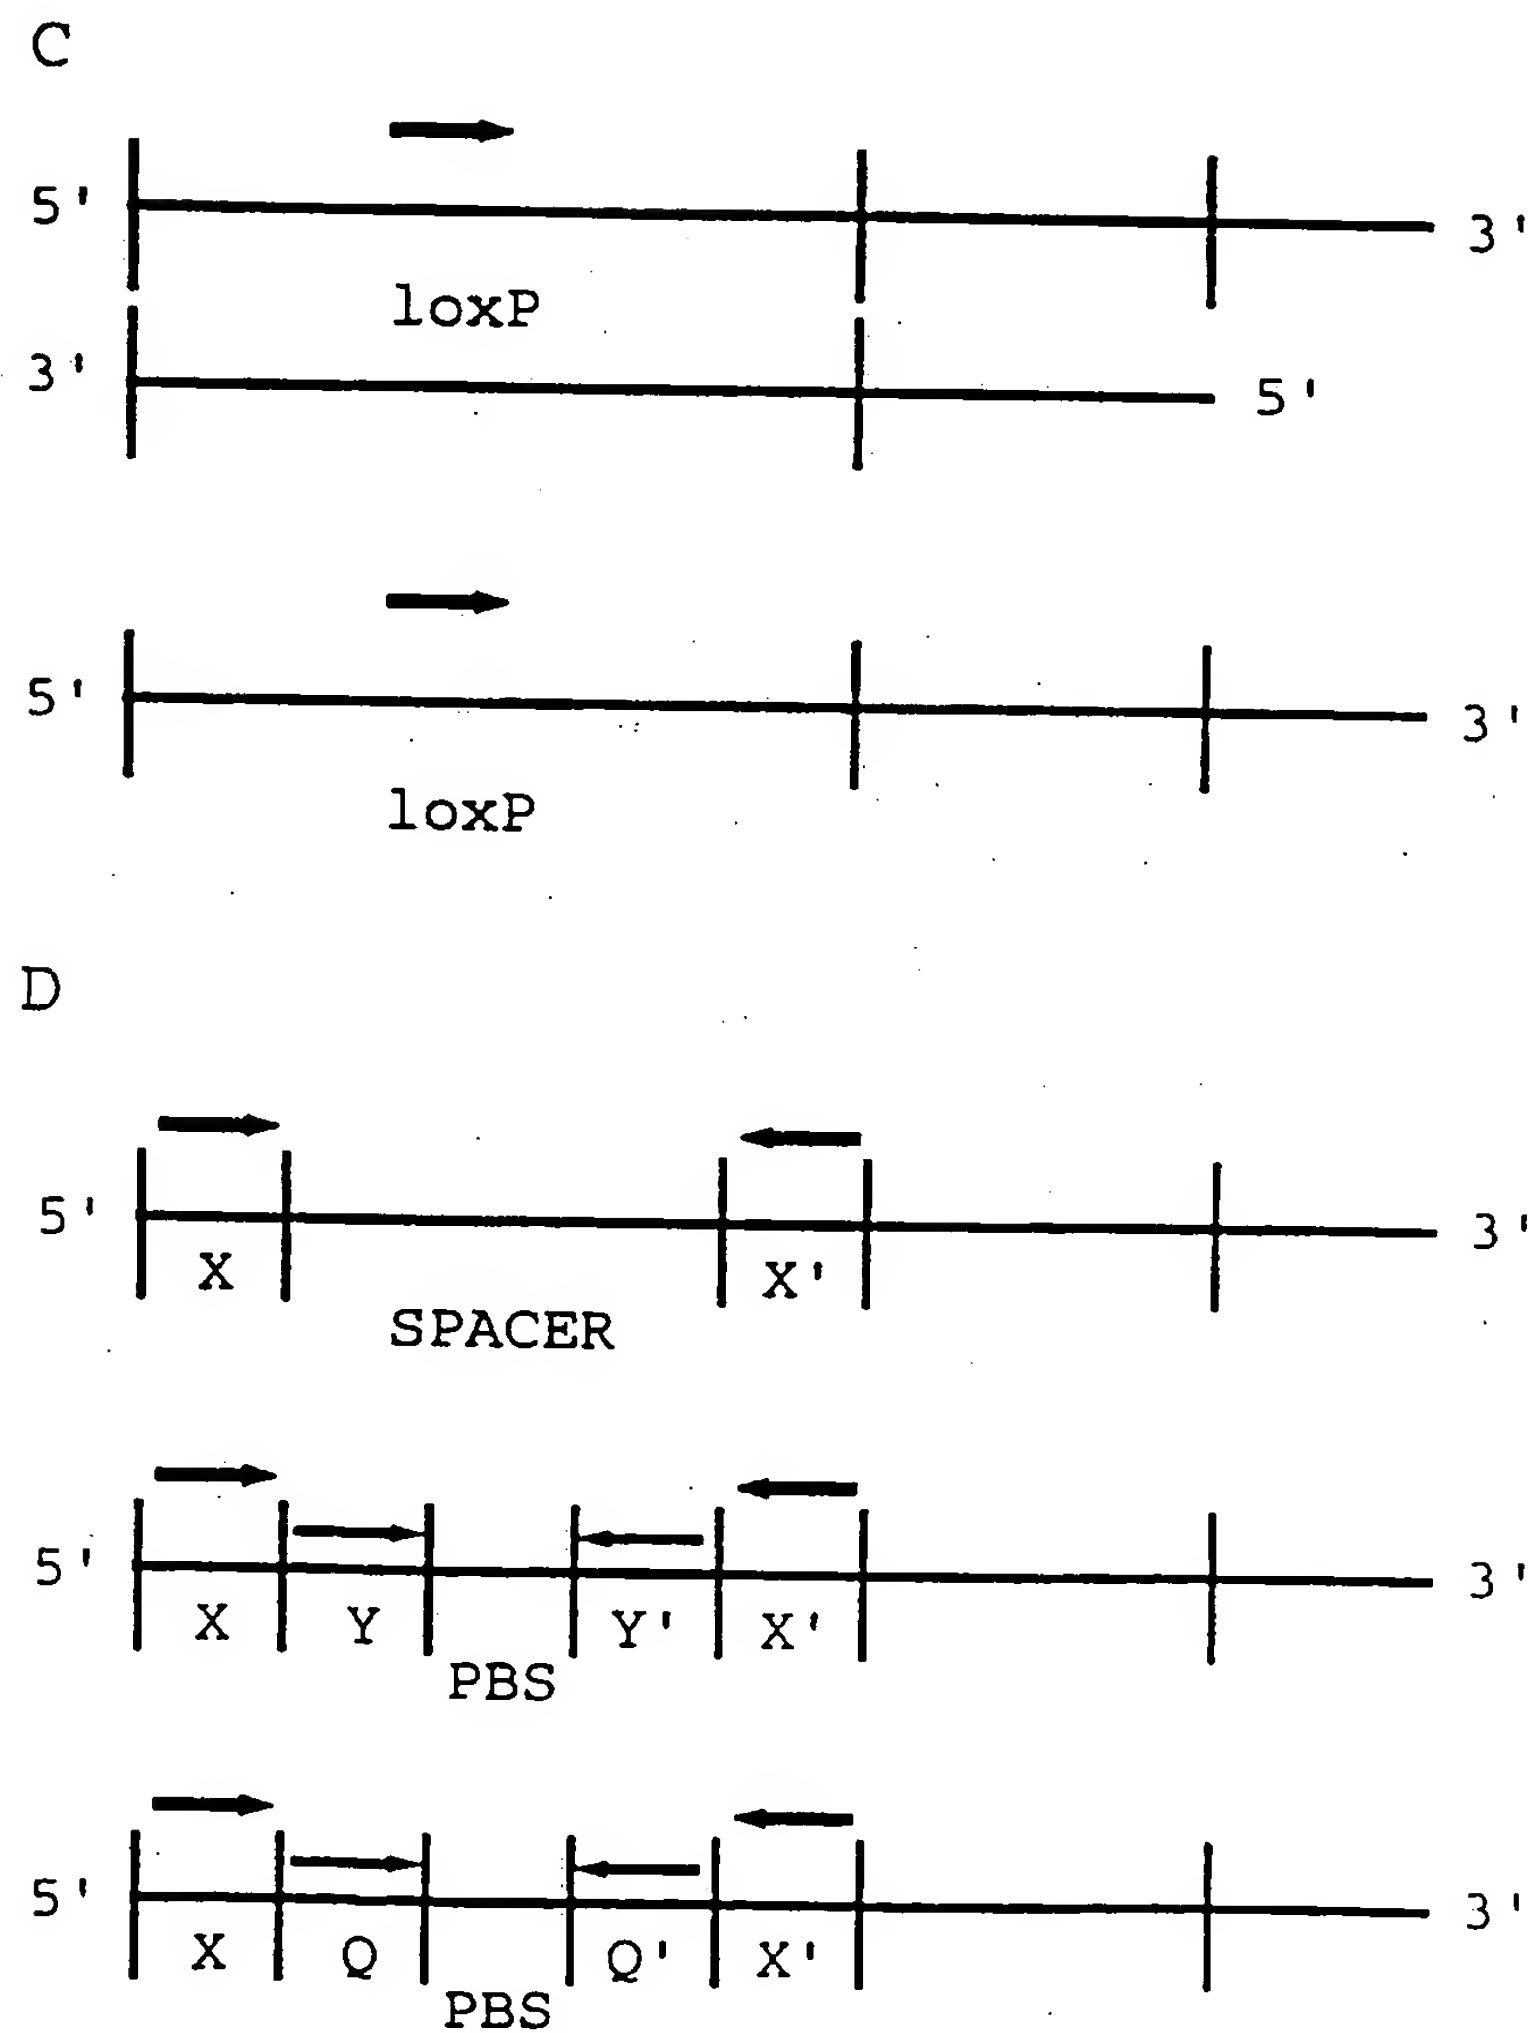 C
5' 3'
loxP
3' 5'
5' 3'
loxP
D
5' 3'
X X'
SPACER
5' 3'
X Y Y' X'
PBS
5' 3'
X Q Q' X'
PBS